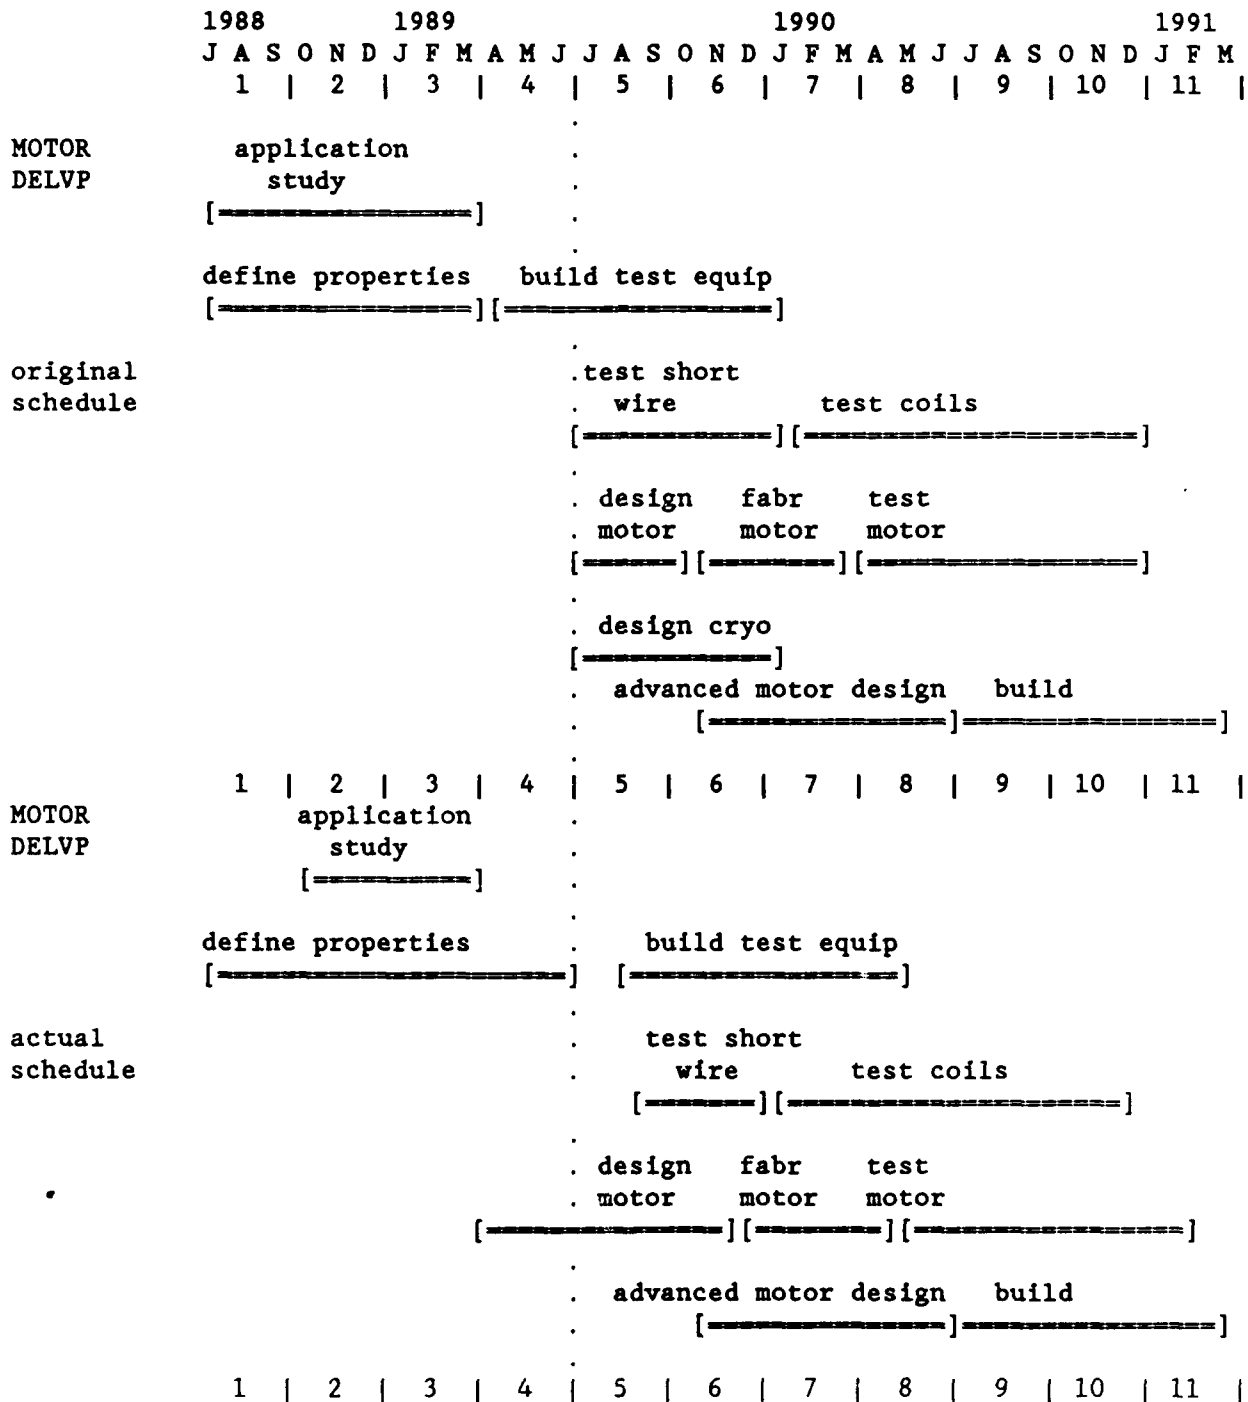 1988 1989 1990 1991
J A S O N D J F M A M J J A S O N D J F M A M J J A S O N D J F M
1 | 2 | 3 | 4 | 5 | 6 | 7 | 8 | 9 | 10 | 11 |
MOTOR application
DELVP study
[================]
define properties build test equip
[================][=================]
original .test short
schedule . wire test coils
[============][=====================]
. design fabr test
. motor motor motor
[======][========][=================]
. design cryo
[============]
. advanced motor design build
[===============]================]
1 | 2 | 3 | 4 | 5 | 6 | 7 | 8 | 9 | 10 | 11 |
MOTOR application
DELVP study
[==========]
define properties . build test equip
[======================] [=================]
actual . test short
schedule . wire test coils
[=======][=====================]
. design fabr test
. motor motor motor
[===============][========][=================]
. advanced motor design build
[===============]================]
1 | 2 | 3 | 4 | 5 | 6 | 7 | 8 | 9 | 10 | 11 |